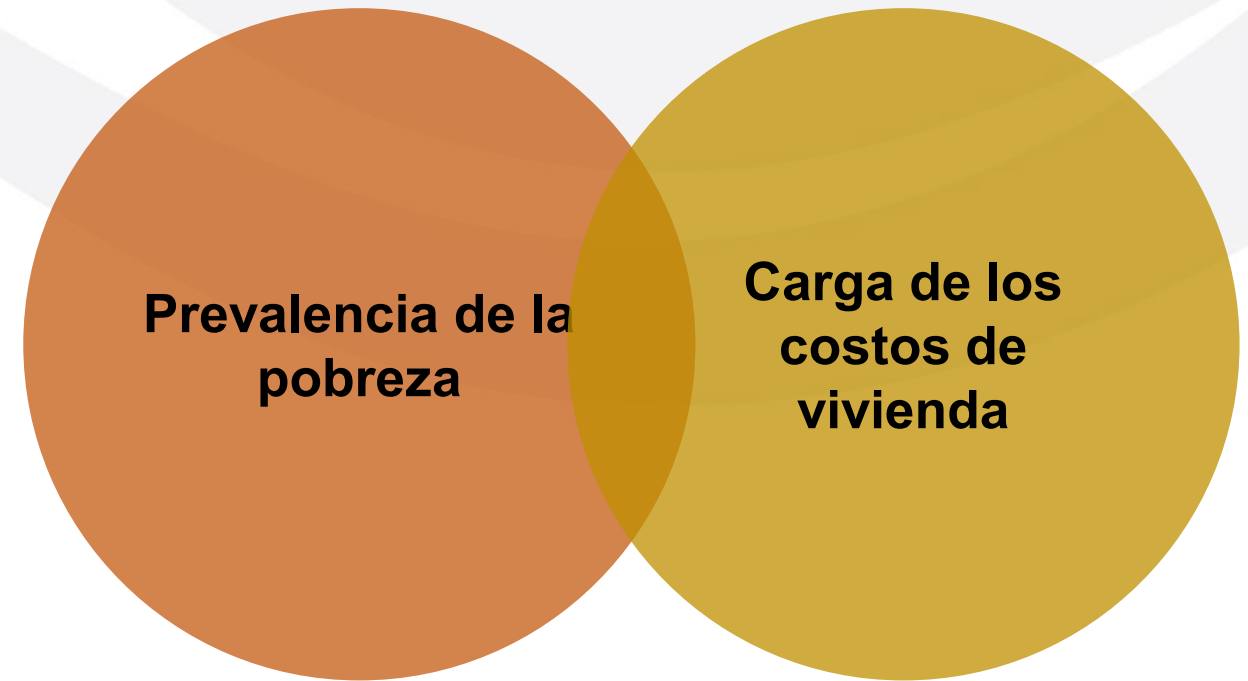 Prevalencia de la
pobreza
Carga de los
costos de
vivienda